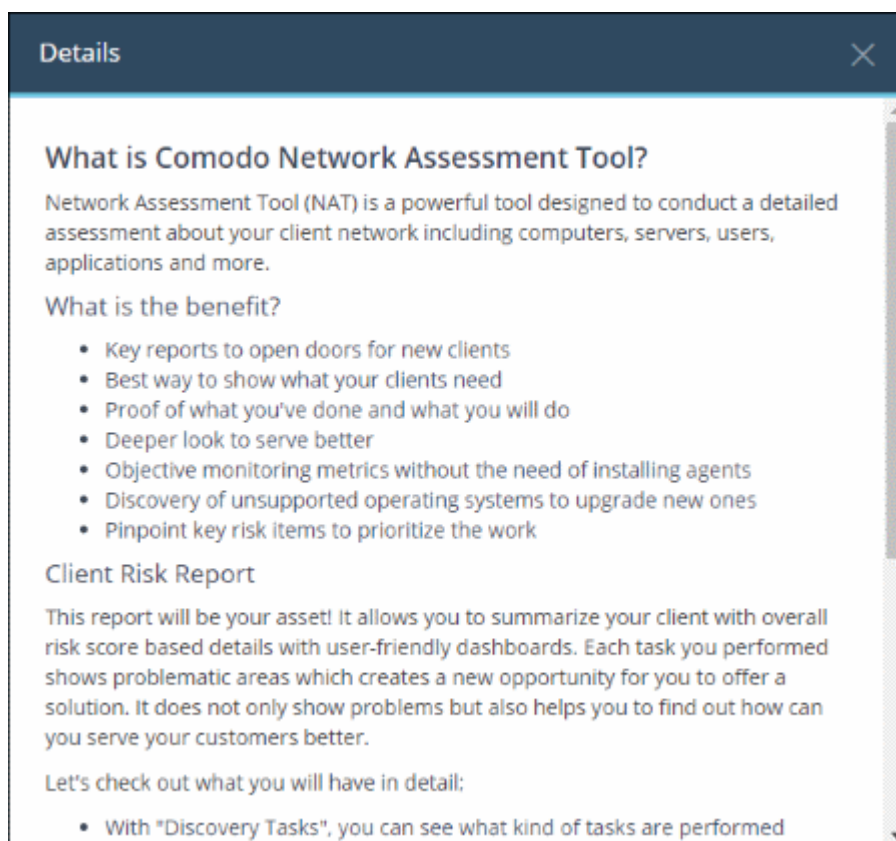 Details
What is Comodo Network Assessment Tool?
Network Assessment Tool (NAT) is a powerful tool designed to conduct a detailed
assessment about your client network including computers, servers, users,
applications and more.
What is the benefit?
• Key reports to open doors for new clients
• Best way to show what your clients need
• Proof of what you've done and what you will do
• Deeper look to serve better
• Objective monitoring metrics without the need of installing agents
• Discovery of unsupported operating systems to upgrade new ones
• Pinpoint key risk items to prioritize the work
Client Risk Report
This report will be your asset! It allows you to summarize your client with overall
risk score based details with user-friendly dashboards. Each task you performed
shows problematic areas which creates a new opportunity for you to offer a
solution. It does not only show problems but also helps you to find out how can
you serve your customers better.
Let's check out what you will have in detail:
• With "Discovery Tasks", you can see what kind of tasks are performed